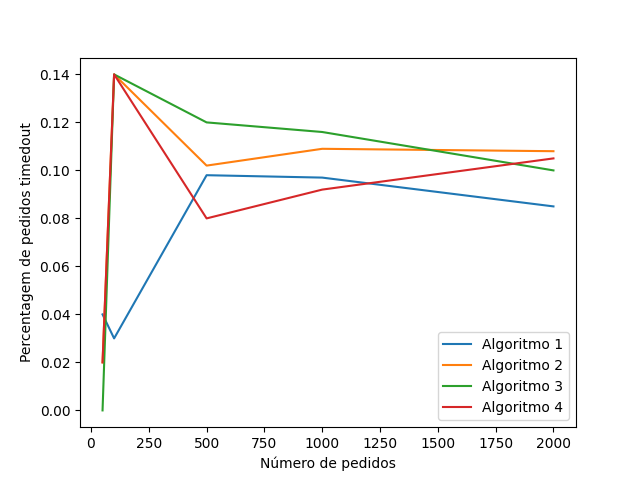 0.14
0.12
0.10
0.08
0.06
0.04
0.02
0.00
Percentagem de pedidos timedout
0 250 500 750 1000 1250 1500 1750 2000
Número de pedidos
Algoritmo 1
Algoritmo 2
Algoritmo 3
Algoritmo 4